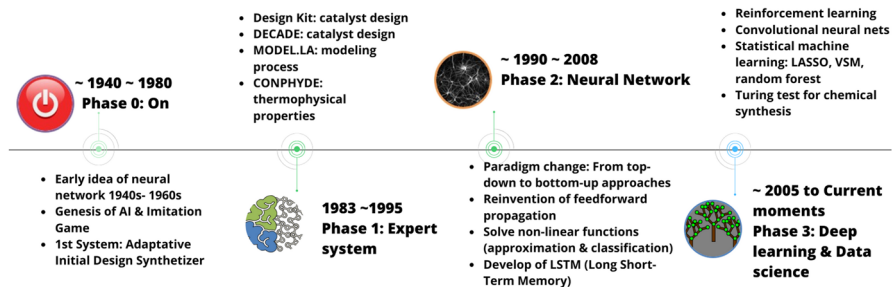 ~ 1940 ~ 1980
Phase 0: On
• Early idea of neural
network 1940s- 1960s
• Genesis of AI & Imitation
Game
• 1st System: Adaptative
Initial Design Synthetizer
• Design Kit: catalyst design
• DECADE: catalyst design
• MODEL.LA: modeling
process
• CONPHYDE:
thermophysical
properties
1983 ~1995
Phase 1: Expert
system
~ 1990 ~ 2008
Phase 2: Neural Network
• Paradigm change: From top-
down to bottom-up approaches
• Reinvention of feedforward
propagation
• Solve non-linear functions
(approximation & classification)
• Develop of LSTM (Long Short-
Term Memory)
• Reinforcement learning
• Convolutional neural nets
• Statistical machine
learning: LASSO, VSM,
random forest
• Turing test for chemical
synthesis
~ 2005 to Current
moments
Phase 3: Deep
learning & Data
science